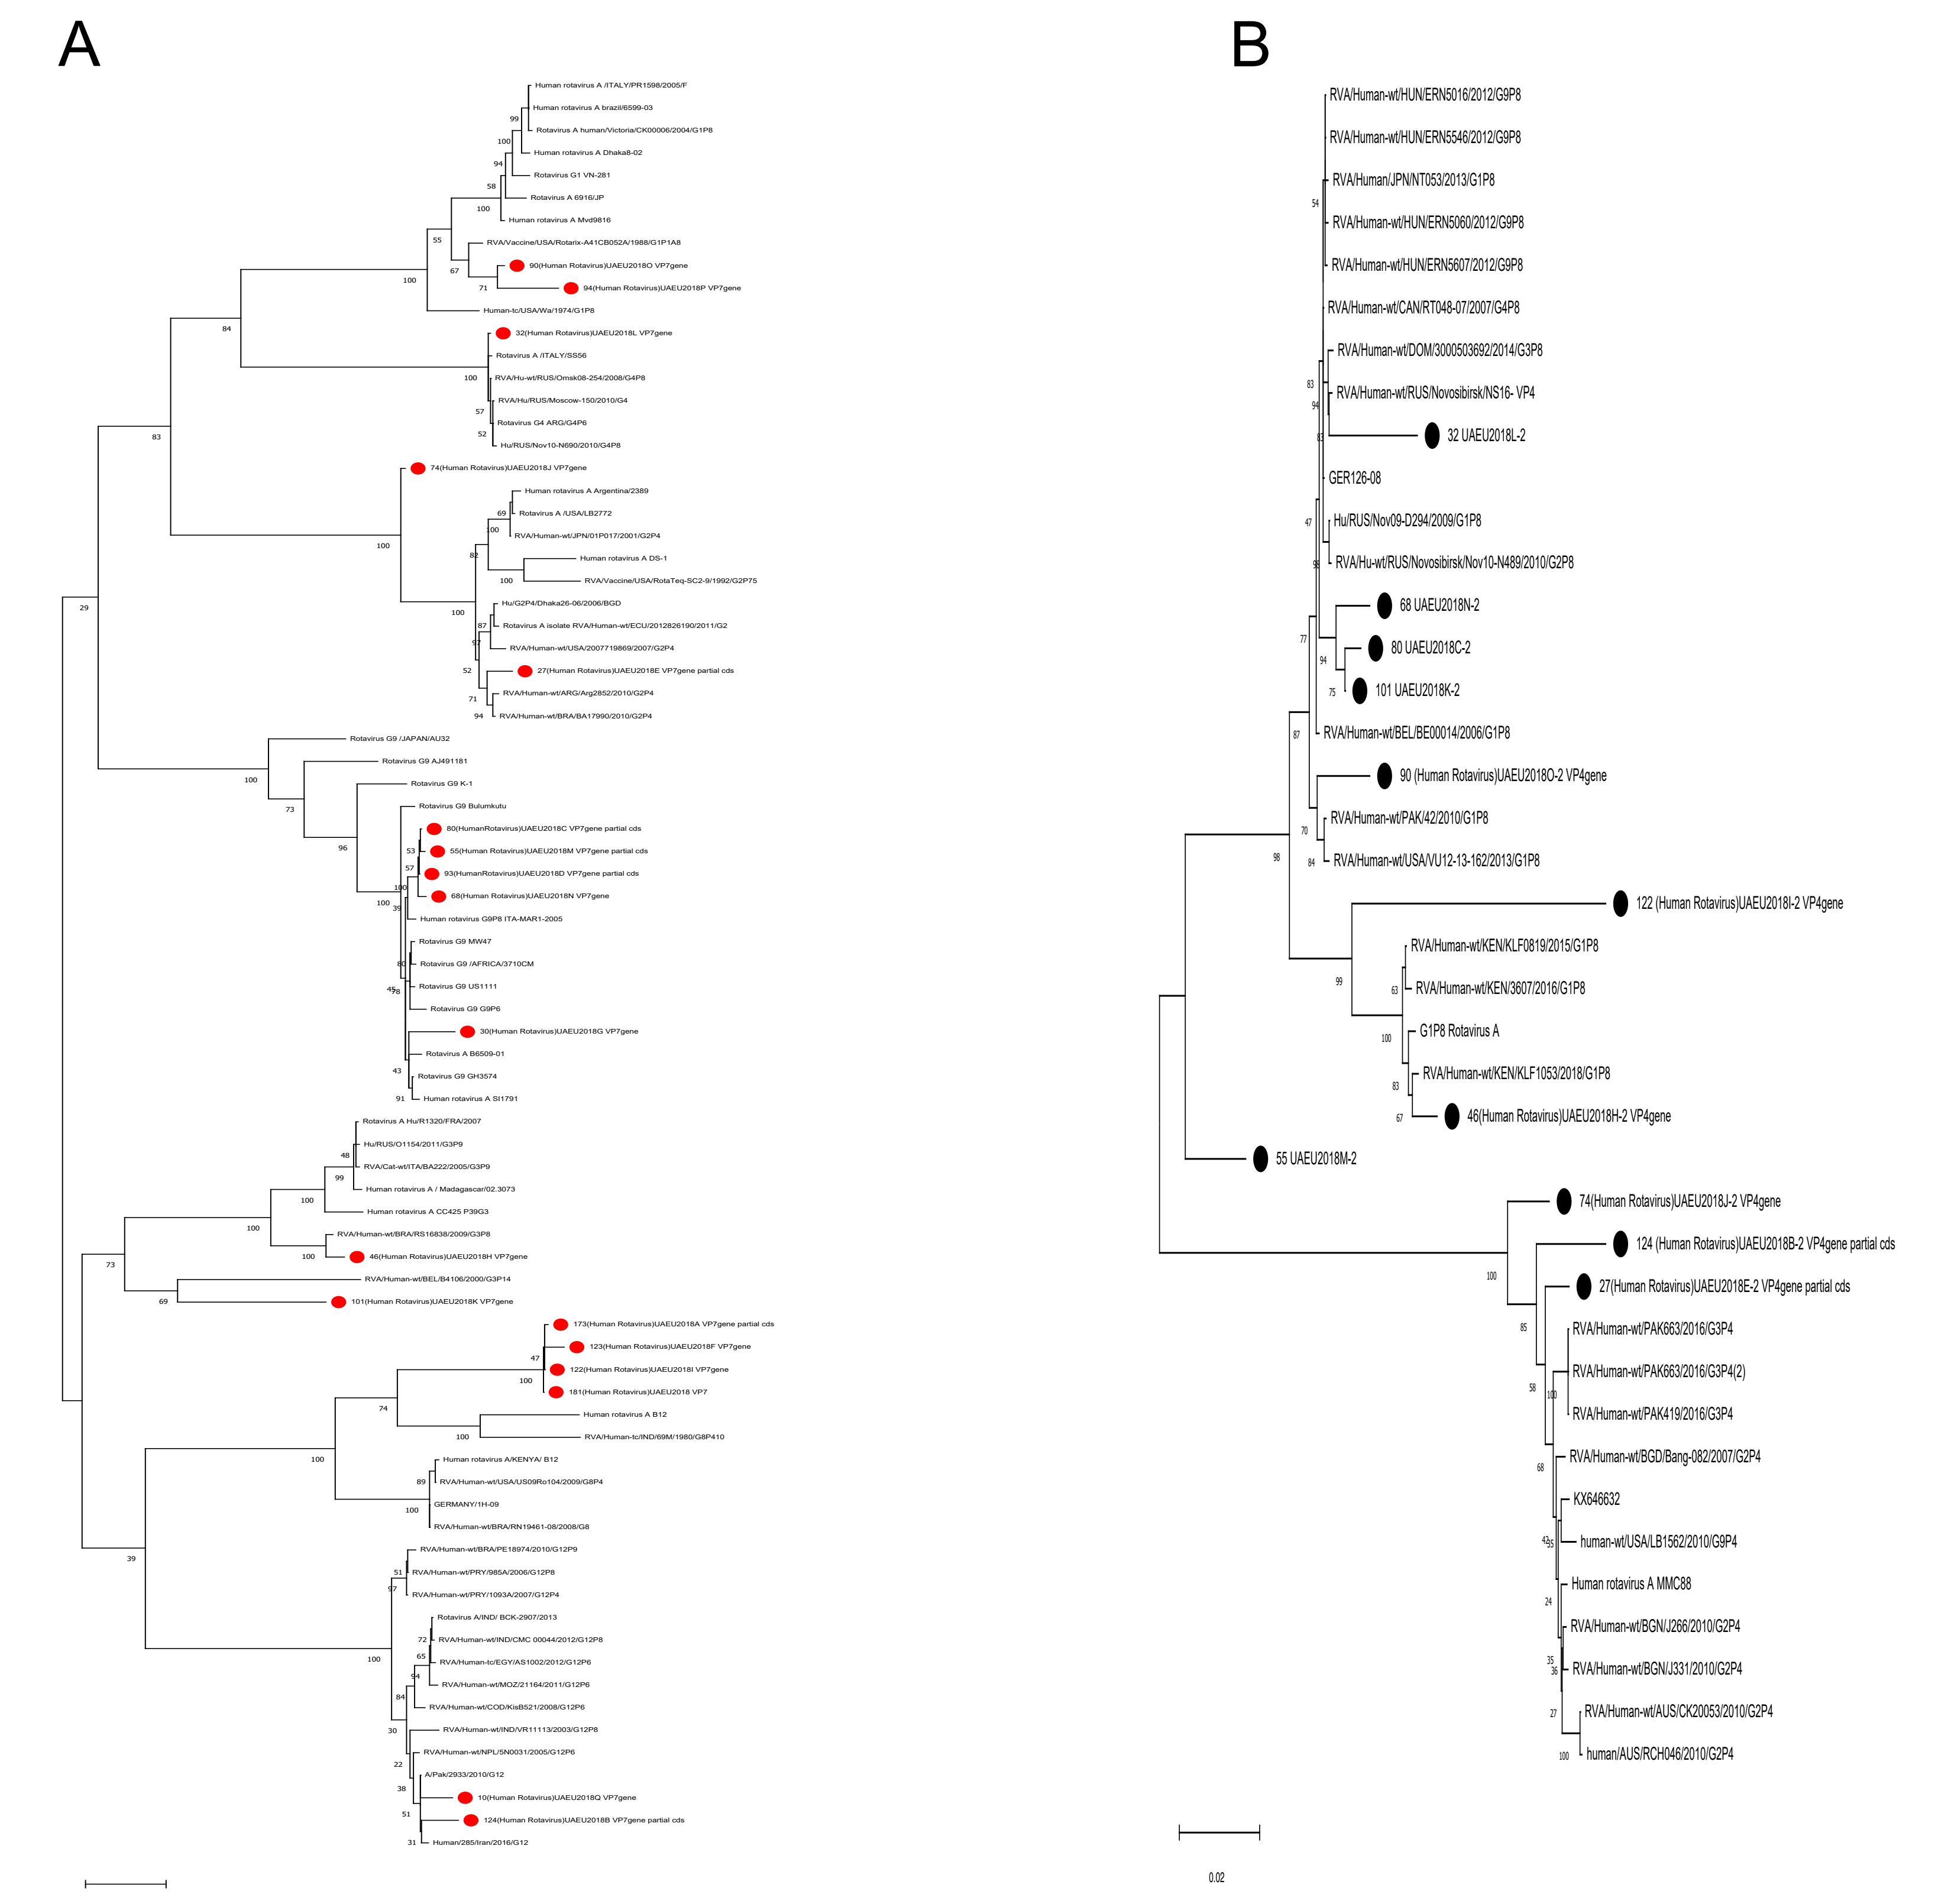 A
Human rotavirus A /ITALY/PR1598/2005/F
Human rotavirus A brazil/6599-03
99
Rotavirus A human/Victoria/CK00006/2004/G1P8
100
Human rotavirus A Dhaka8-02
94
Rotavirus G1 VN-281
58
Rotavirus A 6916/JP
100
Human rotavirus A Mvd9816
55
RVA/Vaccine/USA/Rotarix-A41CB052A/1988/G1P1A8
90(Human Rotavirus)UAEU2018O VP7gene
67
71
94(Human Rotavirus)UAEU2018P VP7gene
100
Human-tc/USA/Wa/1974/G1P8
84
32(Human Rotavirus)UAEU2018L VP7gene
Rotavirus A /ITALY/SS56
100
RVA/Hu-wt/RUS/Omsk08-254/2008/G4P8
RVA/Hu/RUS/Moscow-150/2010/G4
57
Rotavirus G4 ARG/G4P6
52
Hu/RUS/Nov10-N690/2010/G4P8
83
74(Human Rotavirus)UAEU2018J VP7gene
Human rotavirus A Argentina/2389
69
Rotavirus A /USA/LB2772
100
RVA/Human-wt/JPN/01P017/2001/G2P4
100
82
Human rotavirus A DS-1
100
RVA/Vaccine/USA/RotaTeq-SC2-9/1992/G2P75
Hu/G2P4/Dhaka26-06/2006/BGD
100
87
Rotavirus A isolate RVA/Human-wt/ECU/2012826190/2011/G2
97
RVA/Human-wt/USA/2007719869/2007/G2P4
52
27(Human Rotavirus)UAEU2018E VP7gene partial cds
71
RVA/Human-wt/ARG/Arg2852/2010/G2P4
94
RVA/Human-wt/BRA/BA17990/2010/G2P4
29
Rotavirus G9 /JAPAN/AU32
Rotavirus G9 AJ491181
100
Rotavirus G9 K-1
73
Rotavirus G9 Bulumkutu
80(HumanRotavirus)UAEU2018C VP7gene partial cds
96
53
55(Human Rotavirus)UAEU2018M VP7gene partial cds
57
93(HumanRotavirus)UAEU2018D VP7gene partial cds
100
68(Human Rotavirus)UAEU2018N VP7gene
100
39
Human rotavirus G9P8 ITA-MAR1-2005
Rotavirus G9 MW47
80
Rotavirus G9 /AFRICA/3710CM
45
78
Rotavirus G9 US1111
Rotavirus G9 G9P6
30(Human Rotavirus)UAEU2018G VP7gene
Rotavirus A B6509-01
43
Rotavirus G9 GH3574
91
Human rotavirus A SI1791
Rotavirus A Hu/R1320/FRA/2007
Hu/RUS/O1154/2011/G3P9
48
RVA/Cat-wt/ITA/BA222/2005/G3P9
99
Human rotavirus A / Madagascar/02.3073
100
Human rotavirus A CC425 P39G3
100
RVA/Human-wt/BRA/RS16838/2009/G3P8
100
46(Human Rotavirus)UAEU2018H VP7gene
73
RVA/Human-wt/BEL/B4106/2000/G3P14
69
101(Human Rotavirus)UAEU2018K VP7gene
173(Human Rotavirus)UAEU2018A VP7gene partial cds
123(Human Rotavirus)UAEU2018F VP7gene
47
122(Human Rotavirus)UAEU2018I VP7gene
100
181(Human Rotavirus)UAEU2018 VP7
74
Human rotavirus A B12
100
RVA/Human-tc/IND/69M/1980/G8P410
100
Human rotavirus A/KENYA/ B12
89
RVA/Human-wt/USA/US09Ro104/2009/G8P4
GERMANY/1H-09
100
RVA/Human-wt/BRA/RN19461-08/2008/G8
39
RVA/Human-wt/BRA/PE18974/2010/G12P9
51
RVA/Human-wt/PRY/985A/2006/G12P8
97
RVA/Human-wt/PRY/1093A/2007/G12P4
Rotavirus A/IND/ BCK-2907/2013
72
RVA/Human-wt/IND/CMC 00044/2012/G12P8
100
65
RVA/Human-tc/EGY/AS1002/2012/G12P6
94
RVA/Human-wt/MOZ/21164/2011/G12P6
84
RVA/Human-wt/COD/KisB521/2008/G12P6
30
RVA/Human-wt/IND/VR11113/2003/G12P8
RVA/Human-wt/NPL/5N0031/2005/G12P6
22
A/Pak/2933/2010/G12
38
10(Human Rotavirus)UAEU2018Q VP7gene
51
124(Human Rotavirus)UAEU2018B VP7gene partial cds
31
Human/285/Iran/2016/G12
B
RVA/Human-wt/HUN/ERN5016/2012/G9P8
RVA/Human-wt/HUN/ERN5546/2012/G9P8
RVA/Human/JPN/NT053/2013/G1P8
54
RVA/Human-wt/HUN/ERN5060/2012/G9P8
RVA/Human-wt/HUN/ERN5607/2012/G9P8
RVA/Human-wt/CAN/RT048-07/2007/G4P8
RVA/Human-wt/DOM/3000503692/2014/G3P8
83
RVA/Human-wt/RUS/Novosibirsk/NS16- VP4
94
83
32 UAEU2018L-2
GER126-08
47
Hu/RUS/Nov09-D294/2009/G1P8
RVA/Hu-wt/RUS/Novosibirsk/Nov10-N489/2010/G2P8
68 UAEU2018N-2
77
80 UAEU2018C-2
94
75
101 UAEU2018K-2
87
RVA/Human-wt/BEL/BE00014/2006/G1P8
90 (Human Rotavirus)UAEU2018O-2 VP4gene
RVA/Human-wt/PAK/42/2010/G1P8
70
98
84
RVA/Human-wt/USA/VU12-13-162/2013/G1P8
122 (Human Rotavirus)UAEU2018I-2 VP4gene
RVA/Human-wt/KEN/KLF0819/2015/G1P8
99
63
RVA/Human-wt/KEN/3607/2016/G1P8
G1P8 Rotavirus A
100
RVA/Human-wt/KEN/KLF1053/2018/G1P8
83
67
46(Human Rotavirus)UAEU2018H-2 VP4gene
55 UAEU2018M-2
74(Human Rotavirus)UAEU2018J-2 VP4gene
124 (Human Rotavirus)UAEU2018B-2 VP4gene partial cds
100
27(Human Rotavirus)UAEU2018E-2 VP4gene partial cds
85
RVA/Human-wt/PAK663/2016/G3P4
RVA/Human-wt/PAK663/2016/G3P4(2)
58
100
RVA/Human-wt/PAK419/2016/G3P4
RVA/Human-wt/BGD/Bang-082/2007/G2P4
68
KX646632
human-wt/USA/LB1562/2010/G9P4
Human rotavirus A MMC88
24
RVA/Human-wt/BGN/J266/2010/G2P4
35
36
RVA/Human-wt/BGN/J331/2010/G2P4
27
RVA/Human-wt/AUS/CK20053/2010/G2P4
100
human/AUS/RCH046/2010/G2P4
0.02